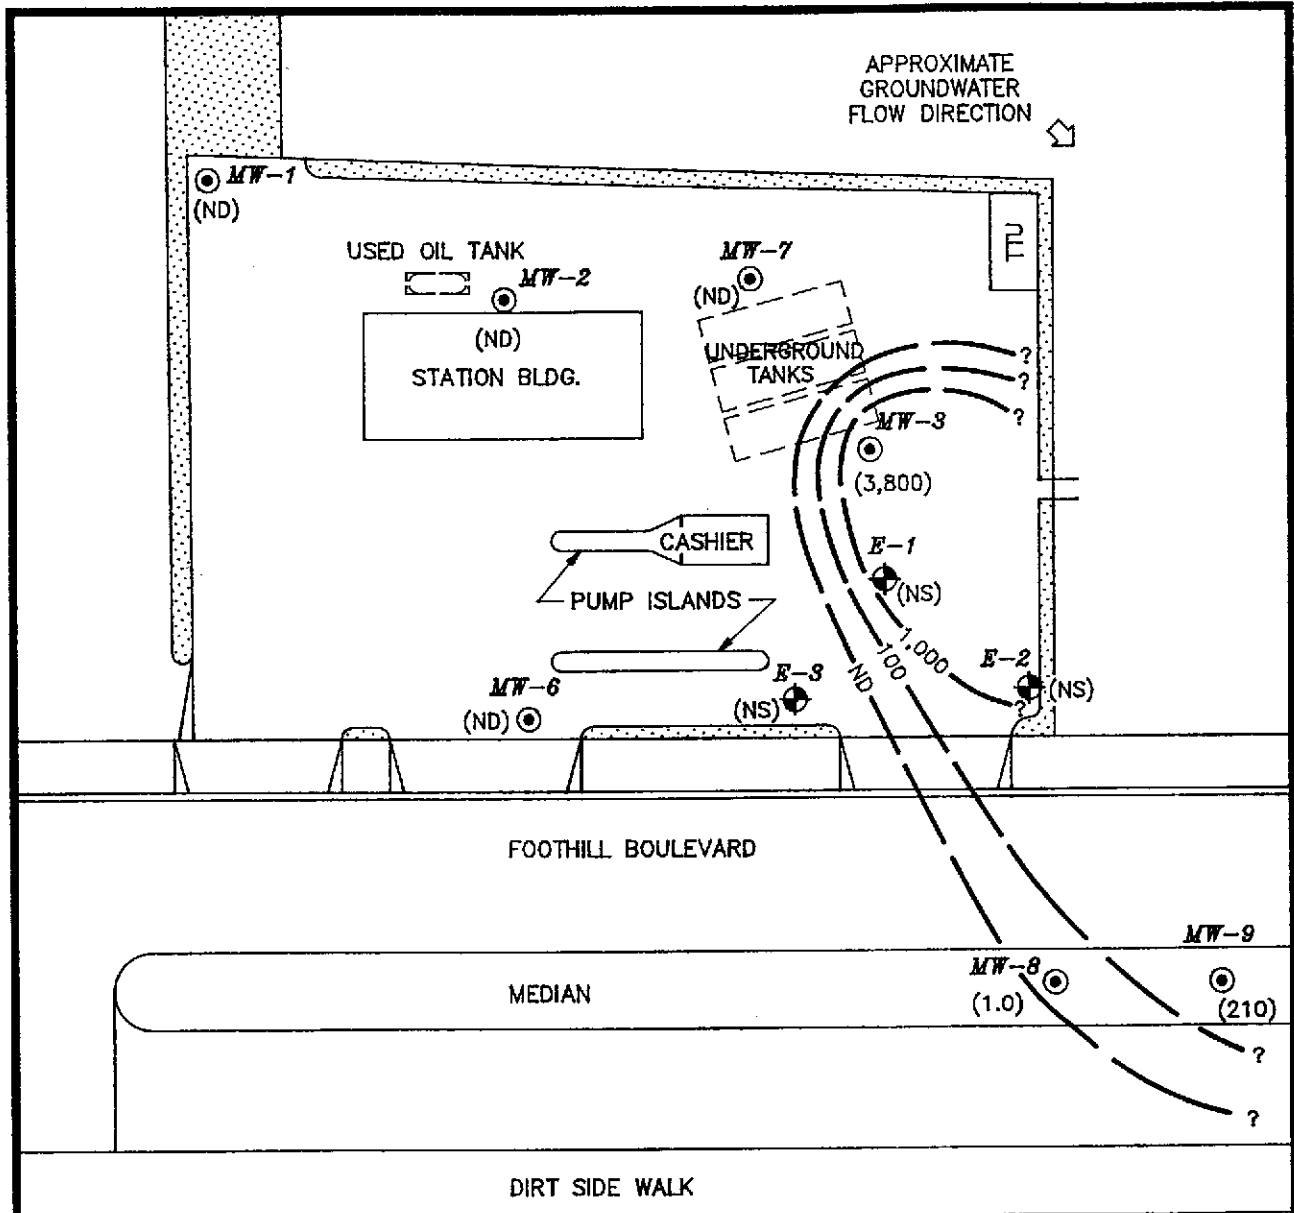 APPROXIMATE
GROUNDWATER
FLOW DIRECTION
MW-1
(ND)
USED OIL TANK
MW-2
(ND)
STATION BLDG.
MW-7
(ND)
UNDERGROUND
TANKS
?
?
?
MW-3
(3,800)
CASHIER
E-1
(NS)
PUMP ISLANDS
1,000
100
ND
E-2
(NS)
?
E-3
(NS)
MW-6
(ND)
FOOTHILL BOULEVARD
MW-9
(210)
MW-8
(1.0)
MEDIAN
?
?
DIRT SIDE WALK